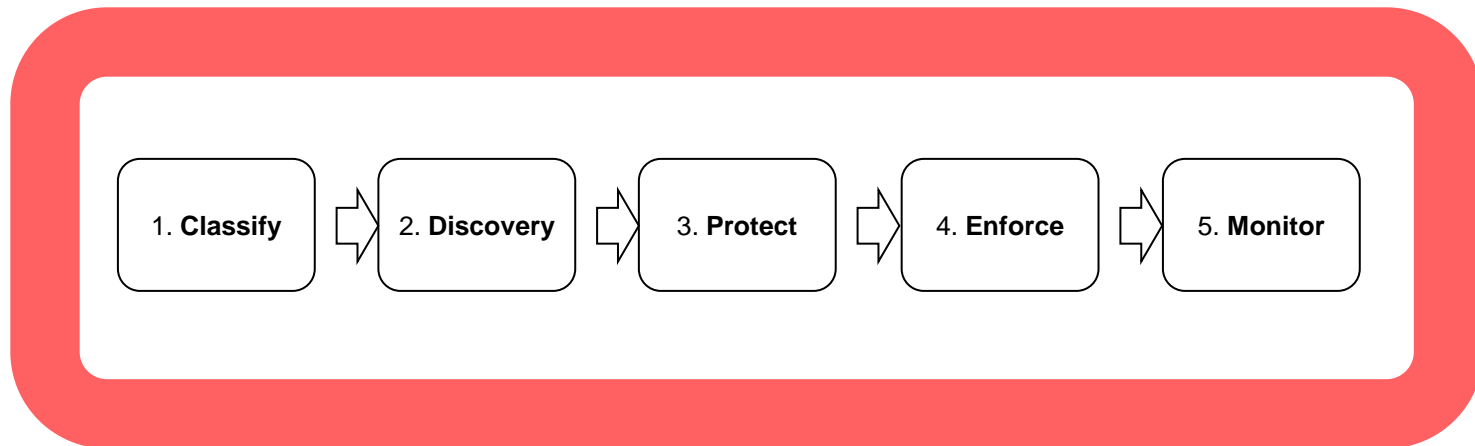 1. Classify
2. Discovery
3. Protect
4. Enforce
5. Monitor